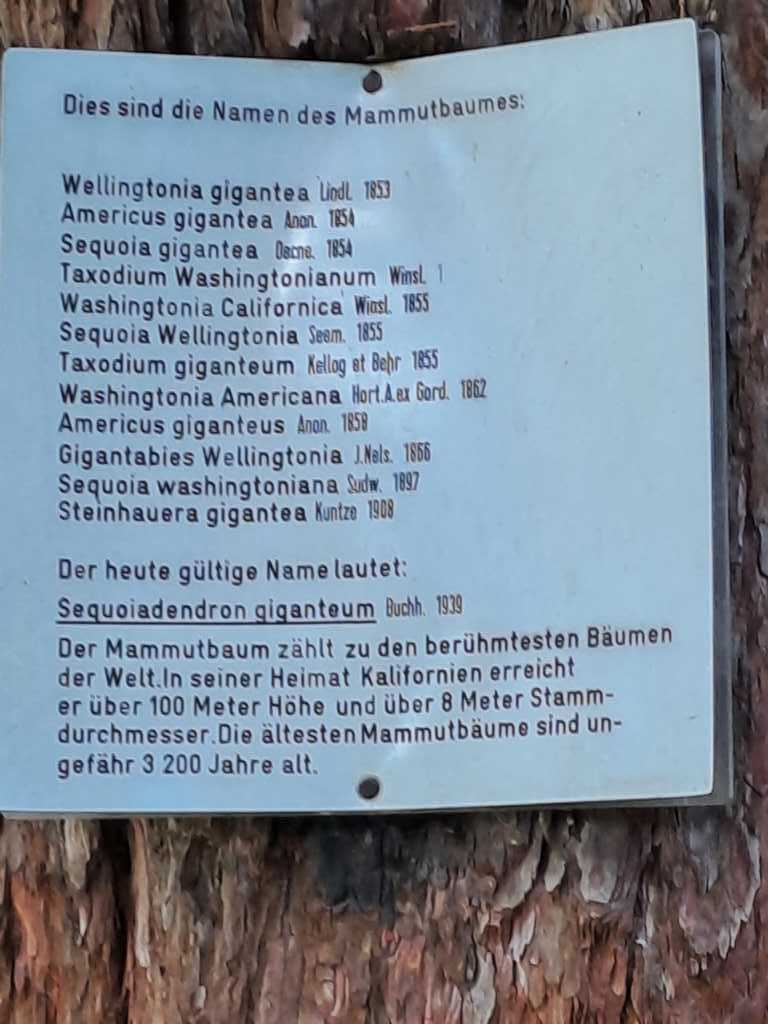 Dies sind die Namen des Mammutbaumes:
Wellingtonia gigantea Lindl. 1853
Americus gigantea Anon. 1854
Sequoia gigantea Decne. 1854
Taxodium Washingtonianum Winsl. 1
Washingtonia Californica Winsl. 1855
Sequoia Wellingtonia Seem. 1855
Taxodium giganteum Kellog et Behr 1855
Washingtonia Americana Hort.A.ex Gord. 1862
Americus giganteus Anon. 1858
Gigantabies Wellingtonia J.Nels. 1866
Sequoia washingtoniana Sudw. 1897
Steinhauera gigantea Kuntze 1908
Der heute gültige Name lautet:
Sequoiadendron giganteum Buchh. 1939
Der Mammutbaum zählt zu den berühmtesten Bäumen
der Welt.In seiner Heimat Kalifornien erreicht
er über 100 Meter Höhe und über 8 Meter Stamm-
durchmesser.Die ältesten Mammutbäume sind un-
gefähr 3 200 Jahre alt.